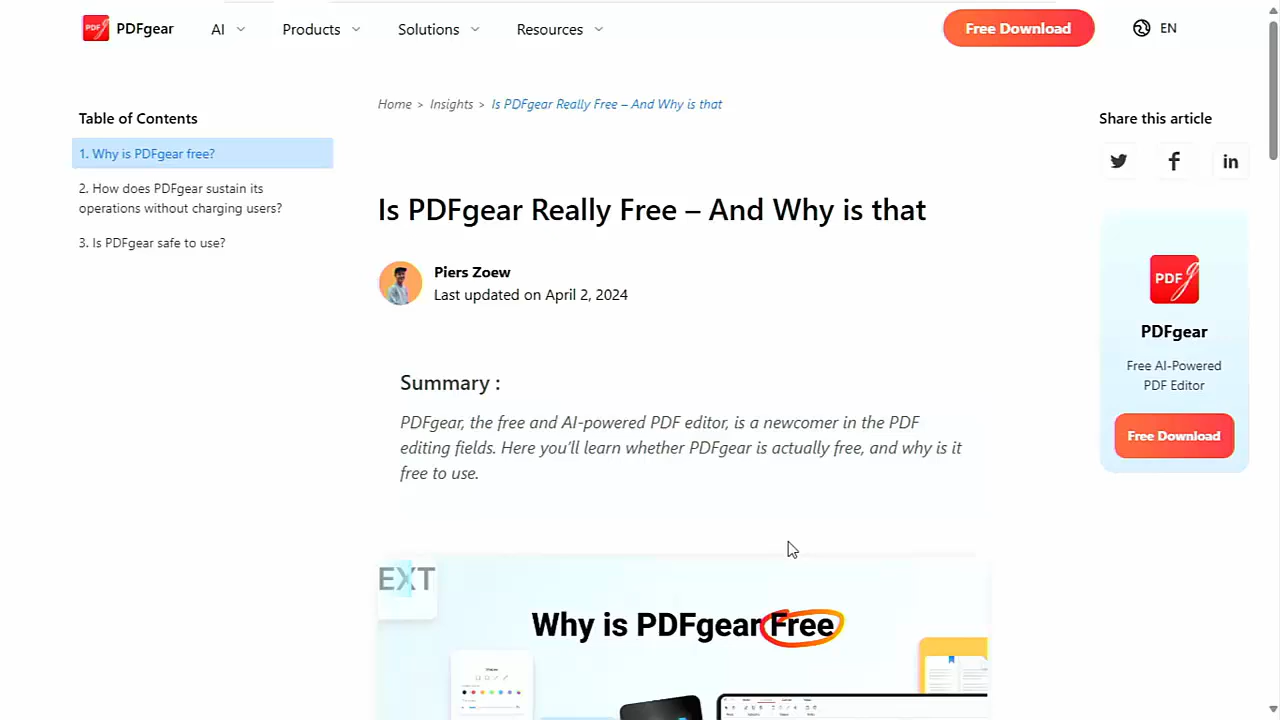 PDF PDFgear
AI
Products
Solutions
Resources
Free Download
EN
Table of Contents
1. Why is PDFgear free?
2. How does PDFgear sustain its
operations without charging users?
3. Is PDFgear safe to use?
Home > Insights > Is PDFgear Really Free – And Why is that
Is PDFgear Really Free – And Why is that
Piers Zoew
Last updated on April 2, 2024
Summary :
PDFgear, the free and AI-powered PDF editor, is a newcomer in the PDF
editing fields. Here you'll learn whether PDFgear is actually free, and why is it
free to use.
EXT
Why is PDFgear Free
Share this article
PDF
PDFgear
Free AI-Powered
PDF Editor
Free Download